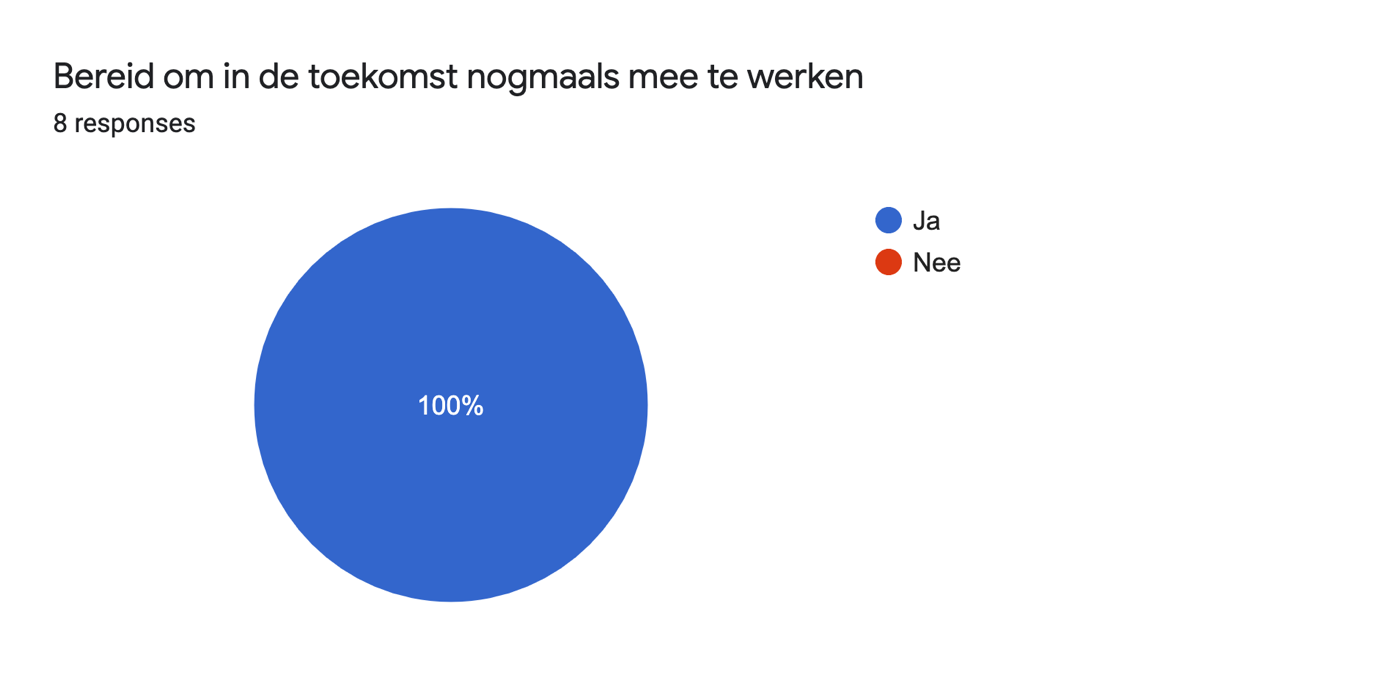 Bereid om in de toekomst nogmaals mee te werken
8 responses
Ja
Nee
100%